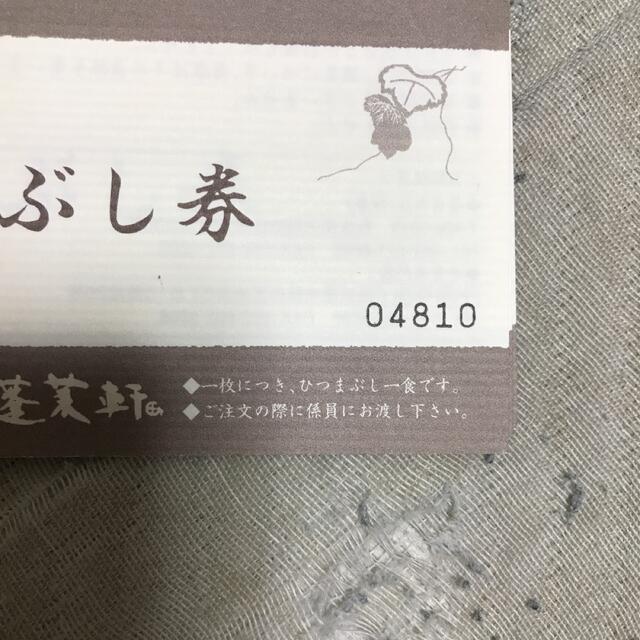 ぶし券
04810
蓬莱軒
◆一枚につき、ひつまぶし一食です。
◆ご注文の際に係員にお渡し下さい。